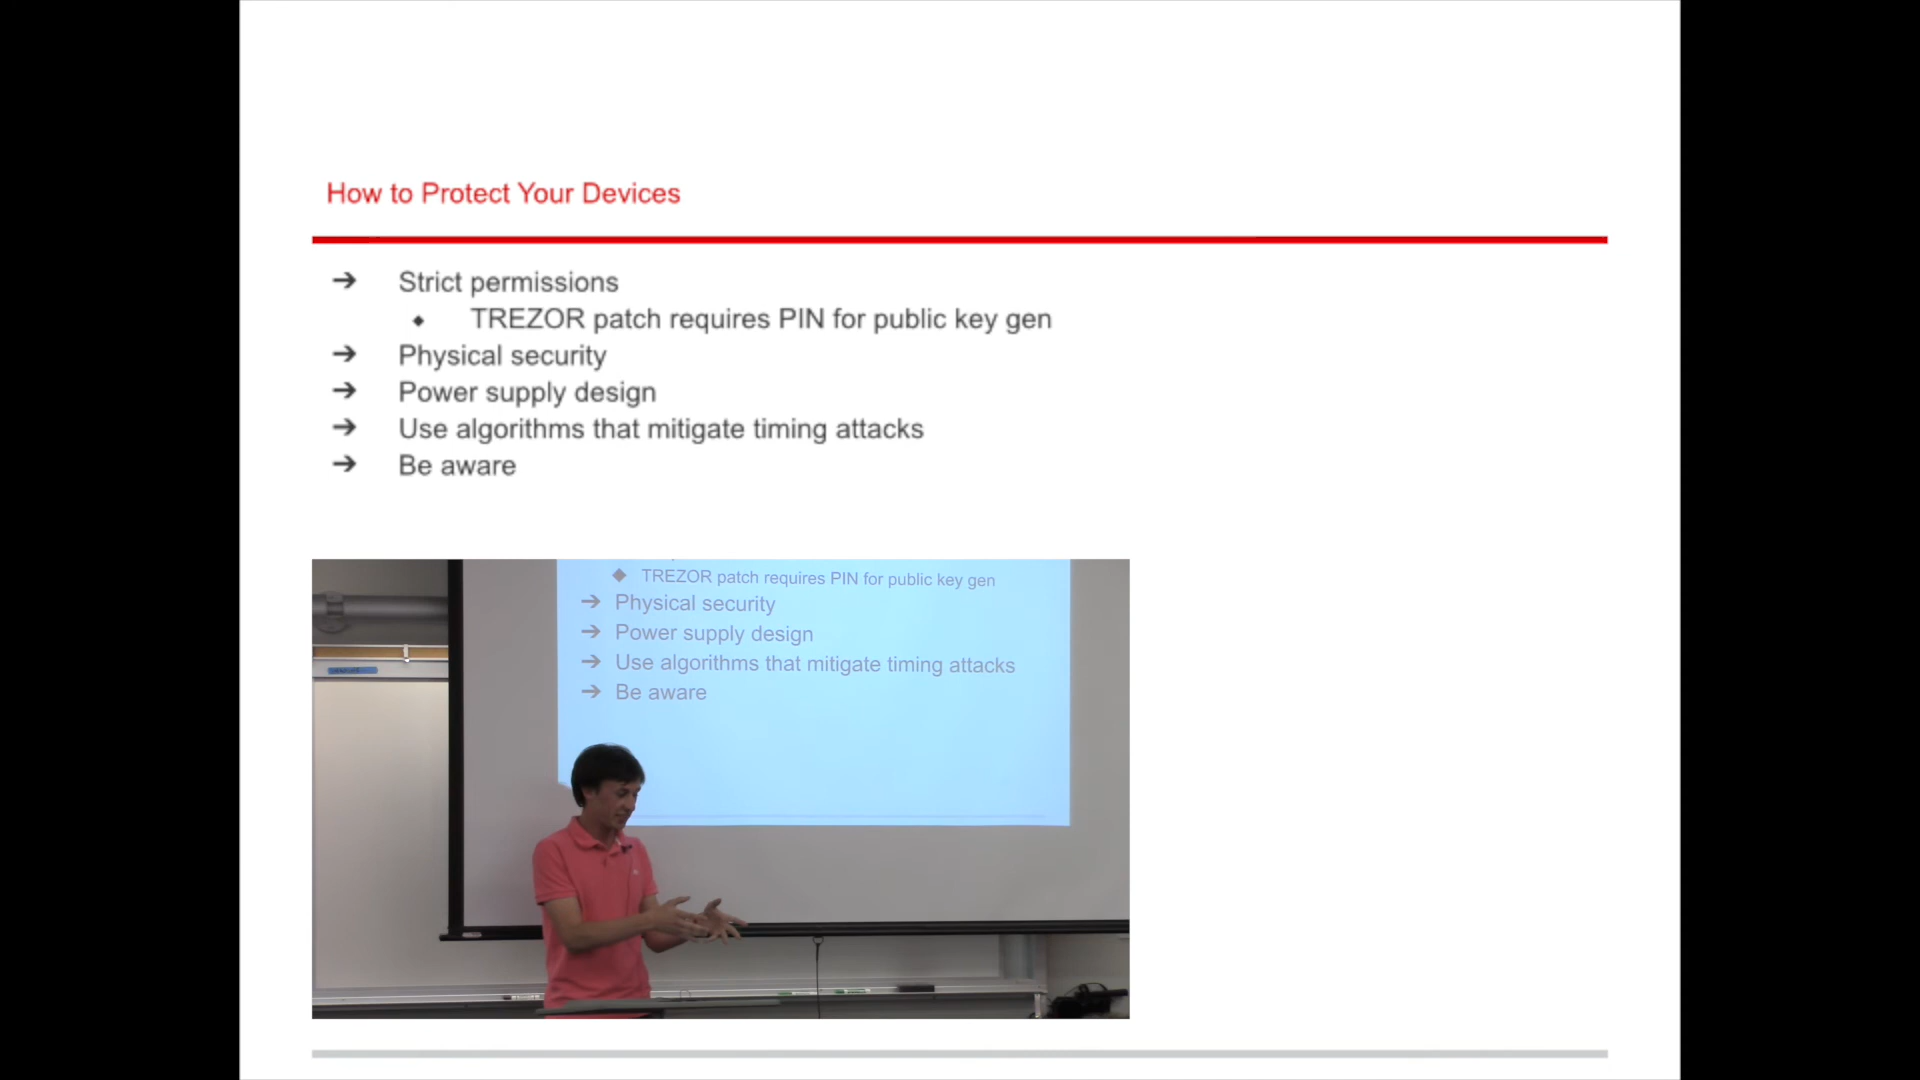 How to Protect Your Devices
➔ Strict permissions
◆ TREZOR patch requires PIN for public key gen
➔ Physical security
➔ Power supply design
➔ Use algorithms that mitigate timing attacks
➔ Be aware
◆ TREZOR patch requires PIN for public key gen
➔ Physical security
➔ Power supply design
➔ Use algorithms that mitigate timing attacks
➔ Be aware